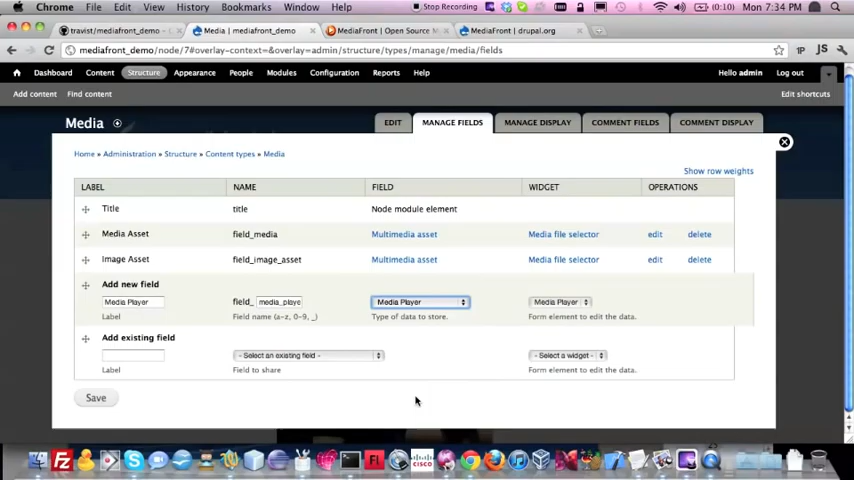 Chrome File Edit View History Bookmarks Window Help Stop Recording (0:10) Mon 7:34 PM
travist/mediafront_demo · Media | mediafront_demo MediaFront | Open Source M MediaFront | drupal.org
mediafront_demo/node/7#overlay-context=&overlay=admin/structure/types/manage/media/fields 1P JS
Dashboard Content Structure Appearance People Modules Configuration Reports Help Hello admin Log out
Add content Find content Edit shortcuts
Media EDIT MANAGE FIELDS MANAGE DISPLAY COMMENT FIELDS COMMENT DISPLAY
Home » Administration » Structure » Content types » Media
Show row weights
LABEL NAME FIELD WIDGET OPERATIONS
Title title Node module element
Media Asset field_media Multimedia asset Media file selector edit delete
Image Asset field_image_asset Multimedia asset Media file selector edit delete
Add new field
Media Player field_ media_playe Media Player Media Player
Label Field name (a-z, 0-9, _) Type of data to store. Form element to edit the data.
Add existing field
- Select an existing field - - Select a widget -
Label Field to share Form element to edit the data.
Save
CISCO